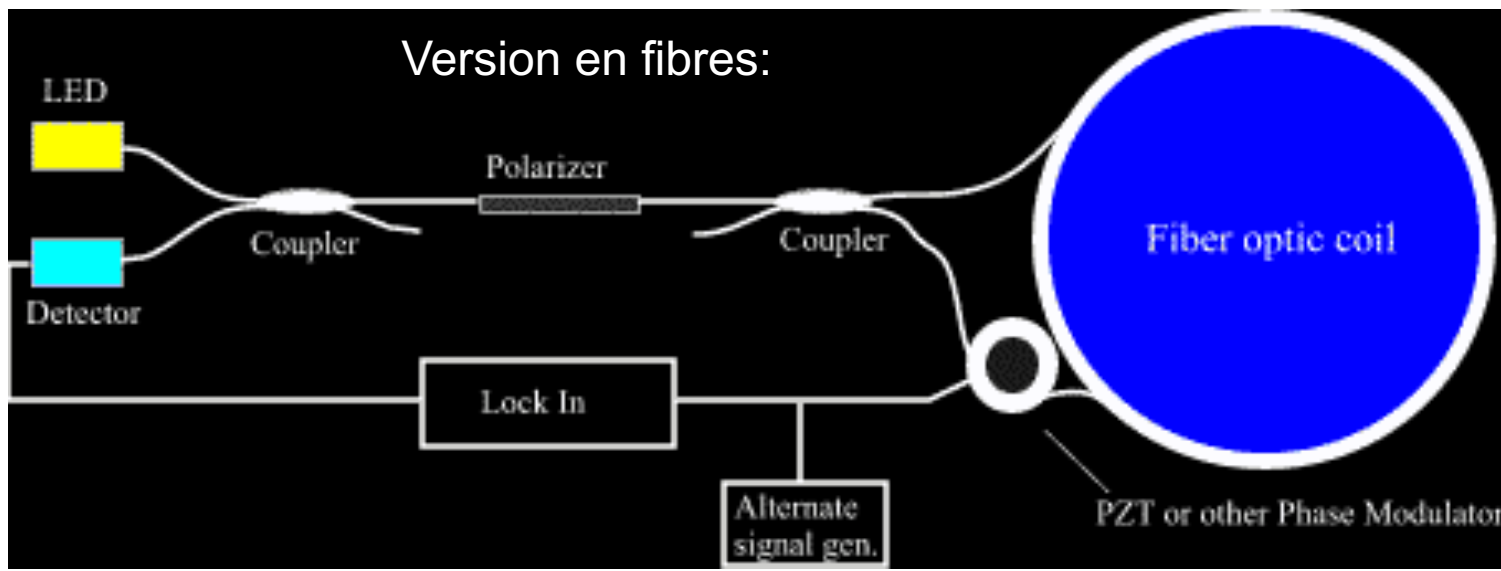 Version en fibres:
LED
Polarizer
Coupler
Coupler
Fiber optic coil
Detector
Lock In
Alternate
signal gen.
PZT or other Phase Modulator